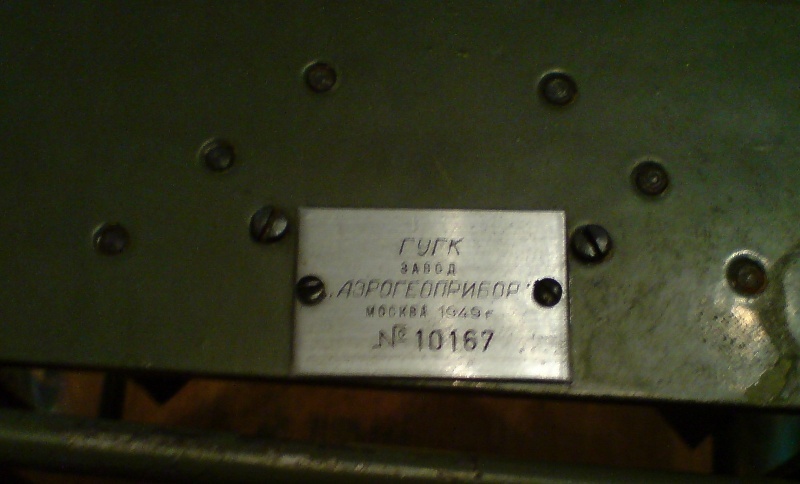 ГУГК
ЗАВОД
„АЭРОГЕОПРИБОР"
МОСКВА 1949 г
№ 10167